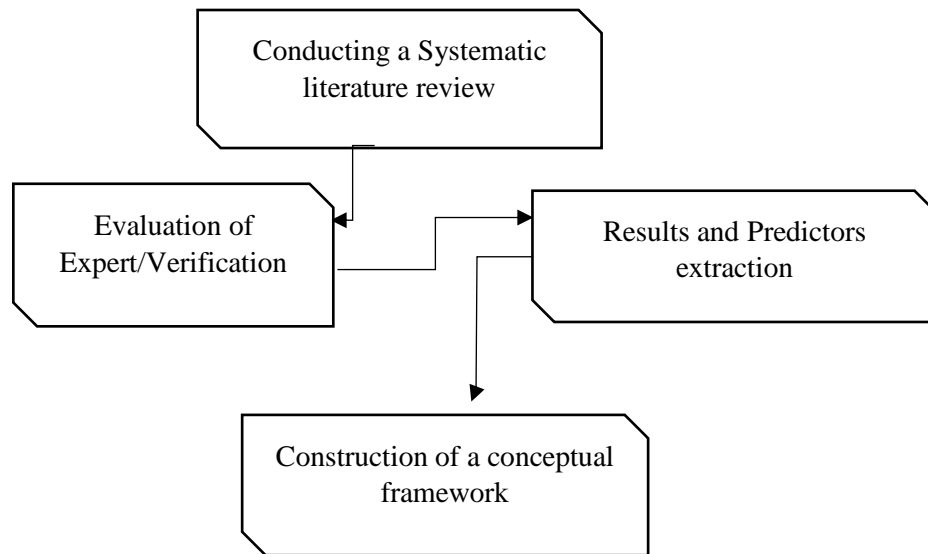 Conducting a Systematic
literature review
Evaluation of
Expert/Verification
Results and Predictors
extraction
Construction of a conceptual
framework